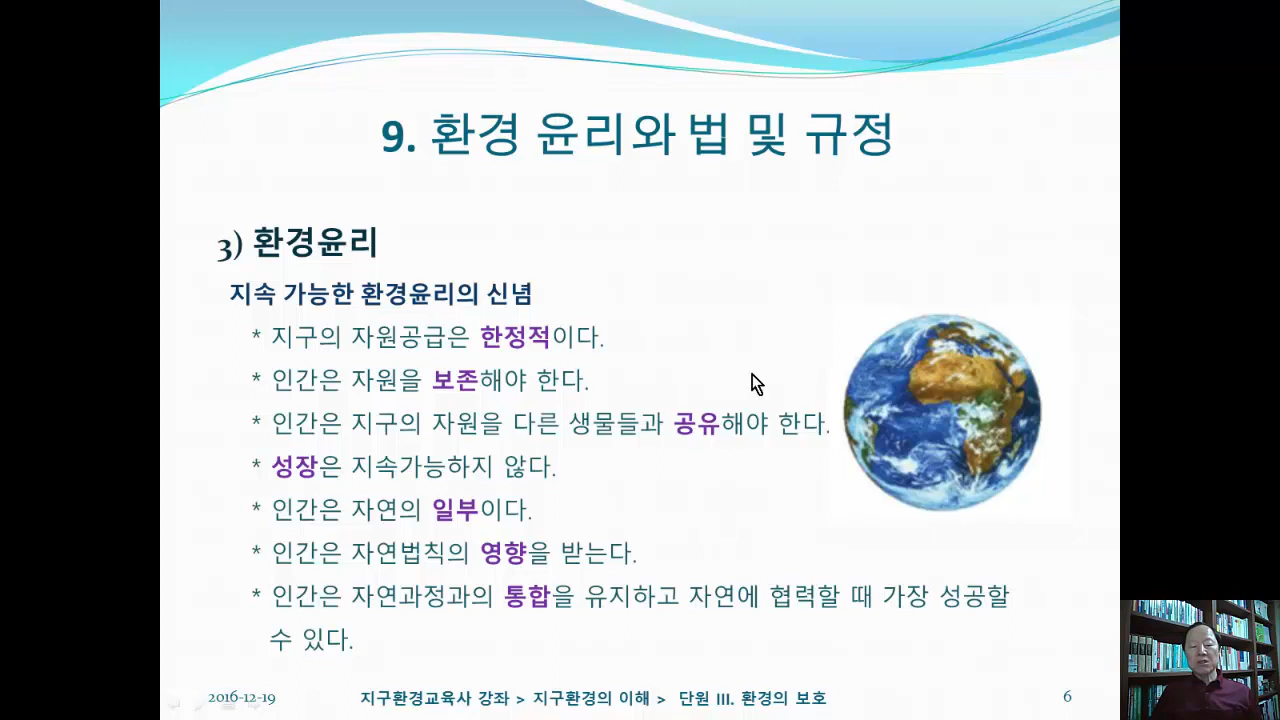 9. 환경 윤리와 법 및 규정
3) 환경윤리
지속 가능한 환경윤리의 신념
* 지구의 자원공급은 한정적이다.
* 인간은 자원을 보존해야 한다.
* 인간은 지구의 자원을 다른 생물들과 공유해야 한다.
* 성장은 지속가능하지 않다.
* 인간은 자연의 일부이다.
* 인간은 자연법칙의 영향을 받는다.
* 인간은 자연과정과의 통합을 유지하고 자연에 협력할 때 가장 성공할
수 있다.
2016-12-19 지구환경교육사 강좌 > 지구환경의 이해 > 단원 III. 환경의 보호 6